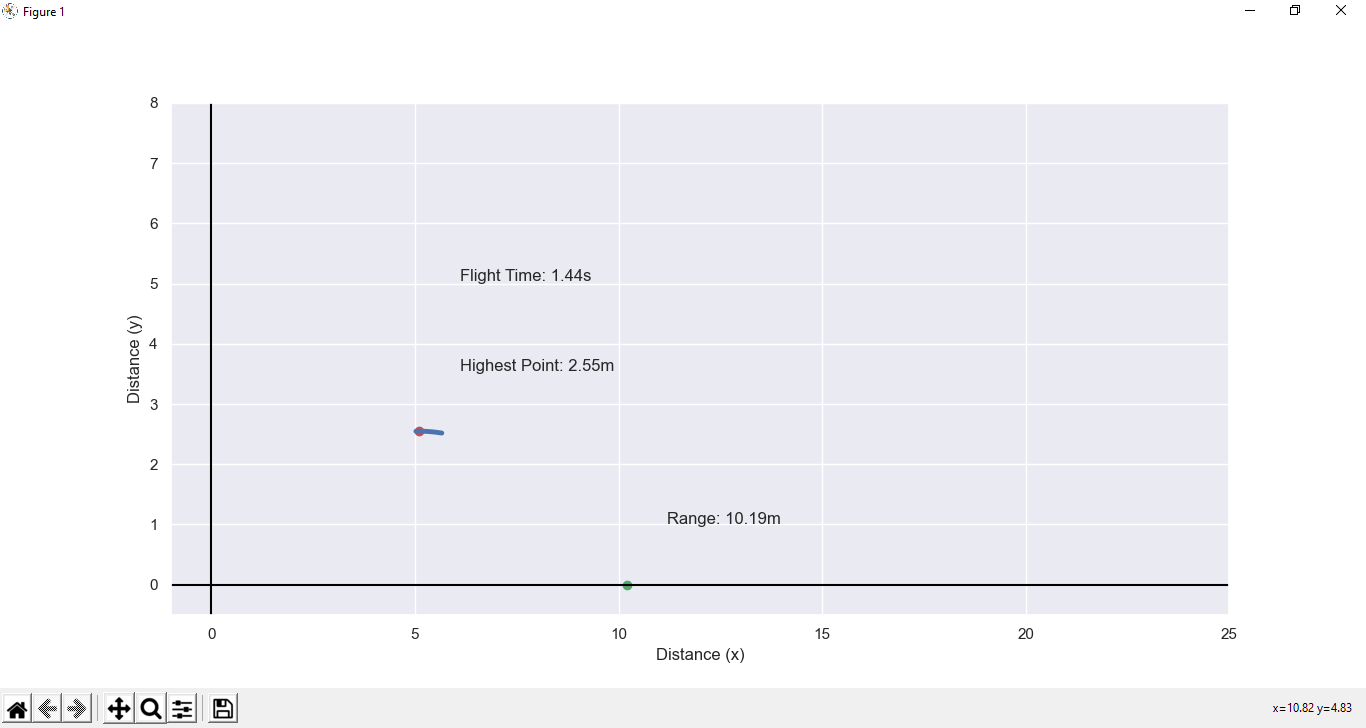 Figure 1
8
7
6
5
4
3
2
1
0
Distance (y)
Flight Time: 1.44s
Highest Point: 2.55m
Range: 10.19m
0 5 10 15 20 25
Distance (x)
x=10.82 y=4.83